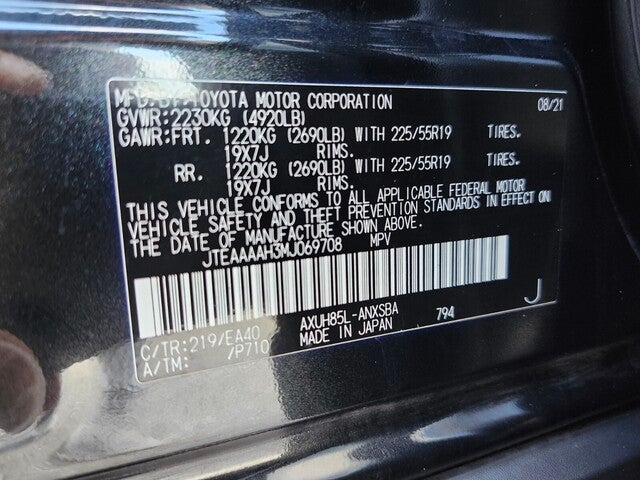 MFD. BY: TOYOTA MOTOR CORPORATION 08/21
GVWR: 2230KG (4920LB)
GAWR: FRT. 1220KG (2690LB) WITH 225/55R19 TIRES.
19X7J RIMS.
RR. 1220KG (2690LB) WITH 225/55R19 TIRES.
19X7J RIMS.
THIS VEHICLE CONFORMS TO ALL APPLICABLE FEDERAL MOTOR
VEHICLE SAFETY AND THEFT PREVENTION STANDARDS IN EFFECT ON
THE DATE OF MANUFACTURE SHOWN ABOVE.
JTEAAAAH3MJ069708 MPV
C/TR: 219/EA40 AXUH85L-ANXSBA 794 J
A/TM: /P710 MADE IN JAPAN